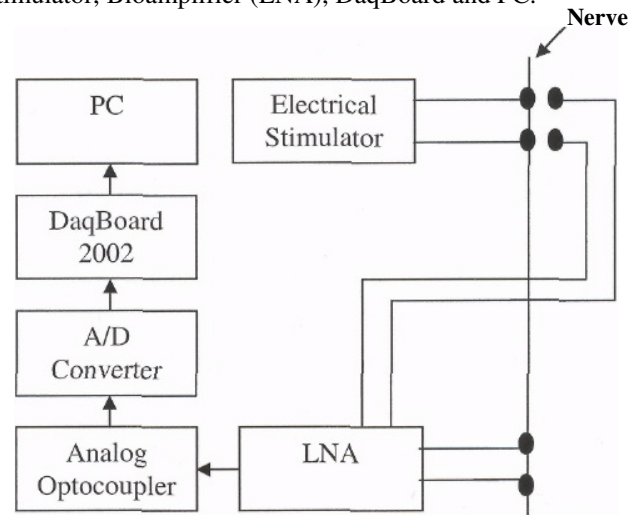 stimulator, Bioamplifier (LNA), DaqBoard and PC.
Nerve
PC
Electrical
Stimulator
DaqBoard
2002
A/D
Converter
Analog
Optocoupler
LNA